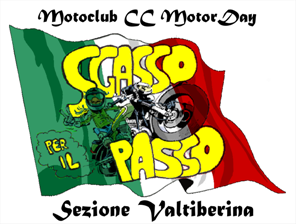 Motoclub CC MotorDay
SGASSO
PER
IL
PASSO
Sezione Valtiberina